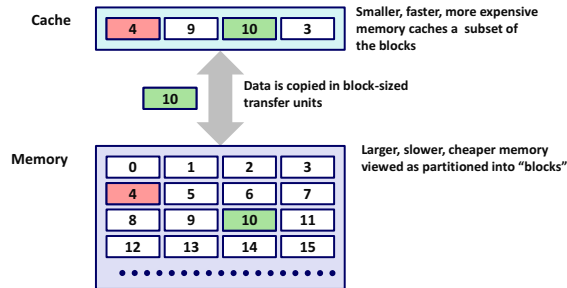 Cache
4 9 10 3
Smaller, faster, more expensive
memory caches a subset of
the blocks
10
Data is copied in block-sized
transfer units
Memory
Larger, slower, cheaper memory
viewed as partitioned into “blocks”
0 1 2 3
4 5 6 7
8 9 10 11
12 13 14 15